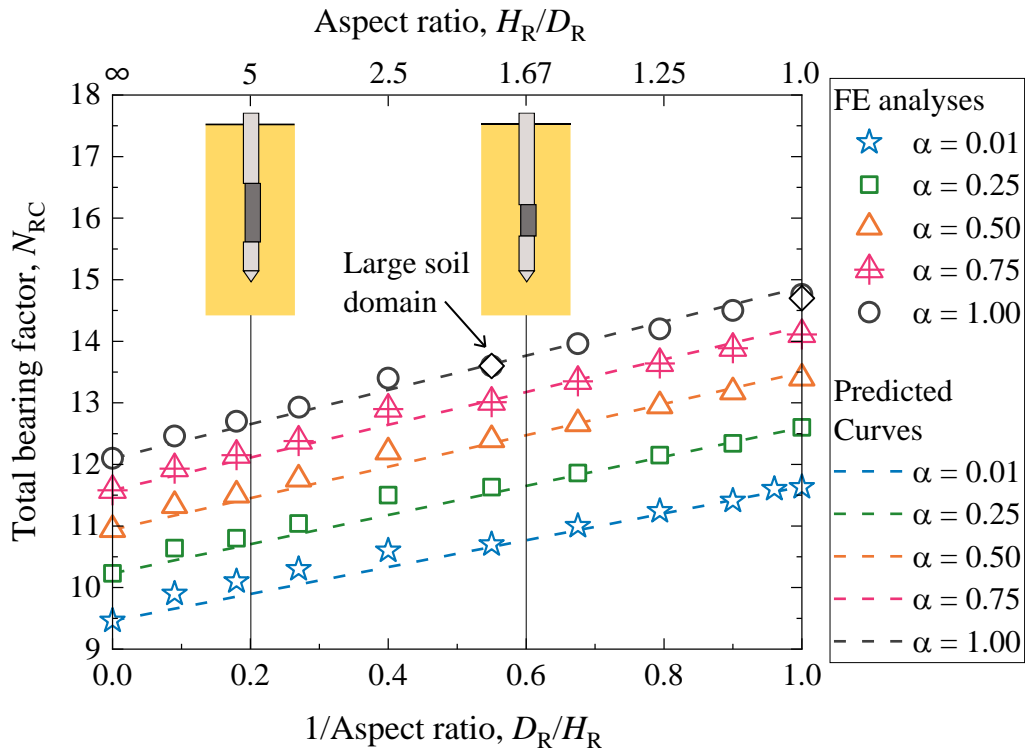 Aspect ratio, H_R/D_R
∞ 5 2.5 1.67 1.25 1.0
18
17
16
15
14
13
12
11
10
9
Total bearing factor, N_RC
Large soil
domain
0.0 0.2 0.4 0.6 0.8 1.0
1/Aspect ratio, D_R/H_R
FE analyses
α = 0.01
α = 0.25
α = 0.50
α = 0.75
α = 1.00
Predicted
Curves
α = 0.01
α = 0.25
α = 0.50
α = 0.75
α = 1.00